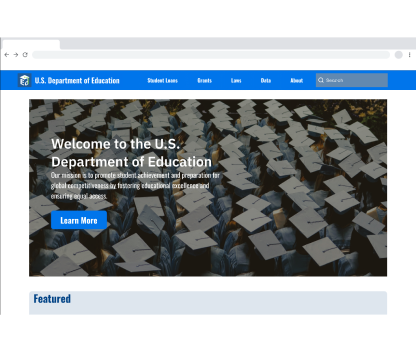 U.S. Department of Education
Student Loans
Grants
Laws
Data
About
Search
Welcome to the U.S.
Department of Education
Our mission is to promote student achievement and preparation for
global competitiveness by fostering educational excellence and
ensuring equal access.
Learn More
Featured